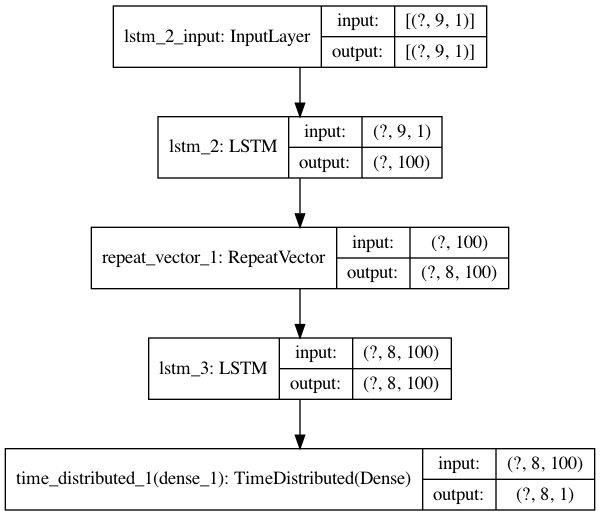 lstm_2_input: InputLayer
input: [(?, 9, 1)]
output: [(?, 9, 1)]
lstm_2: LSTM
input: (?, 9, 1)
output: (?, 100)
repeat_vector_1: RepeatVector
input: (?, 100)
output: (?, 8, 100)
lstm_3: LSTM
input: (?, 8, 100)
output: (?, 8, 100)
time_distributed_1(dense_1): TimeDistributed(Dense)
input: (?, 8, 100)
output: (?, 8, 1)